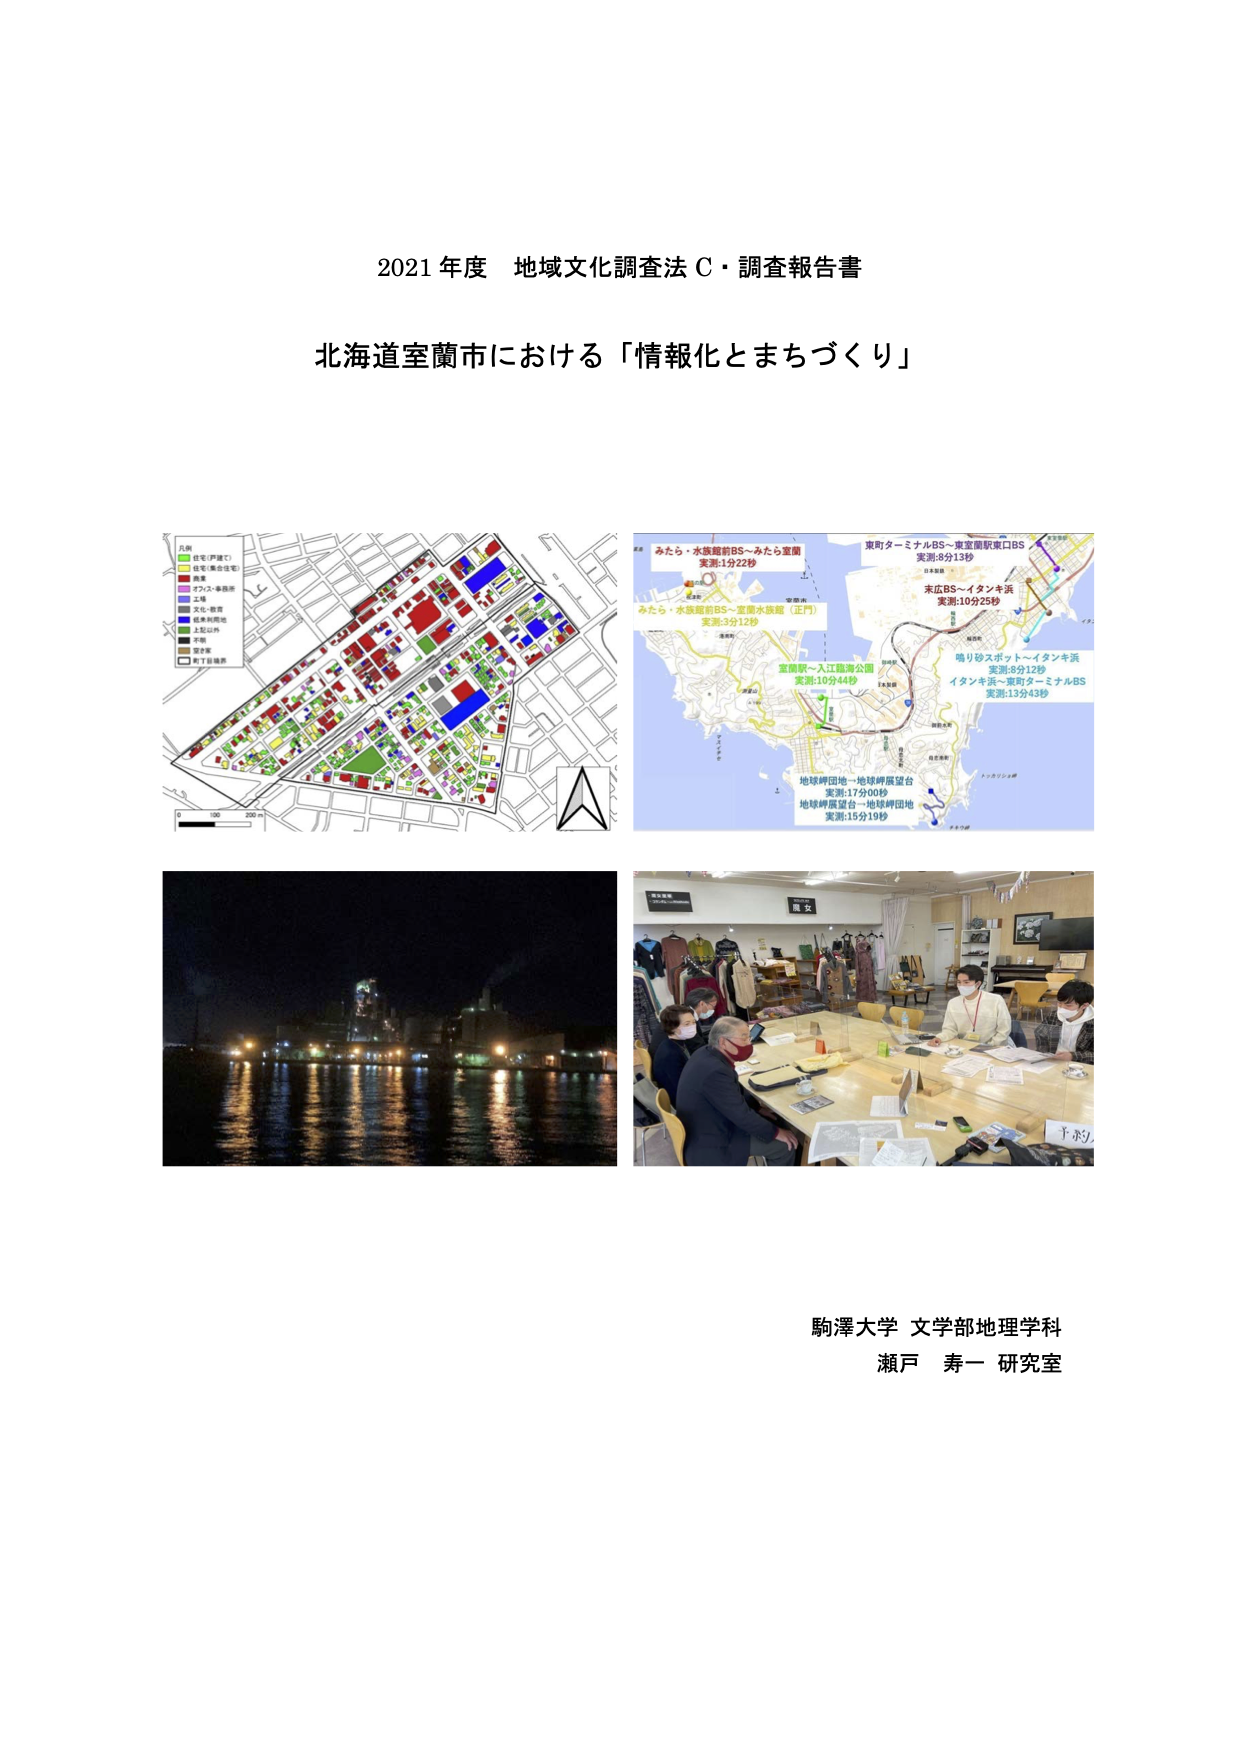 2021 年度　地域文化調査法 C・調査報告書
北海道室蘭市における「情報化とまちづくり」
凡例
住宅(戸建て)
住宅(集合住宅)
商業
オフィス・事務所
工場
文化・教育
低未利用地
上記以外
不明
空き家
町丁目境界
0 100 200 m
みたら・水族館前BS～みたら室蘭
実測:1分22秒
みたら・水族館前BS～室蘭水族館（正門）
実測:3分12秒
東町ターミナルBS～東室蘭駅東口BS
実測:8分13秒
日本製鉄
末広BS～イタンキ浜
実測:10分25秒
鳴り砂スポット～イタンキ浜
実測:8分12秒
イタンキ浜～東町ターミナルBS
実測:13分43秒
室蘭駅～入江臨海公園
実測:10分44秒
地球岬団地→地球岬展望台
実測:17分00秒
地球岬展望台→地球岬団地
実測:15分19秒
魔女
予約
駒澤大学 文学部地理学科
瀬戸　寿一 研究室